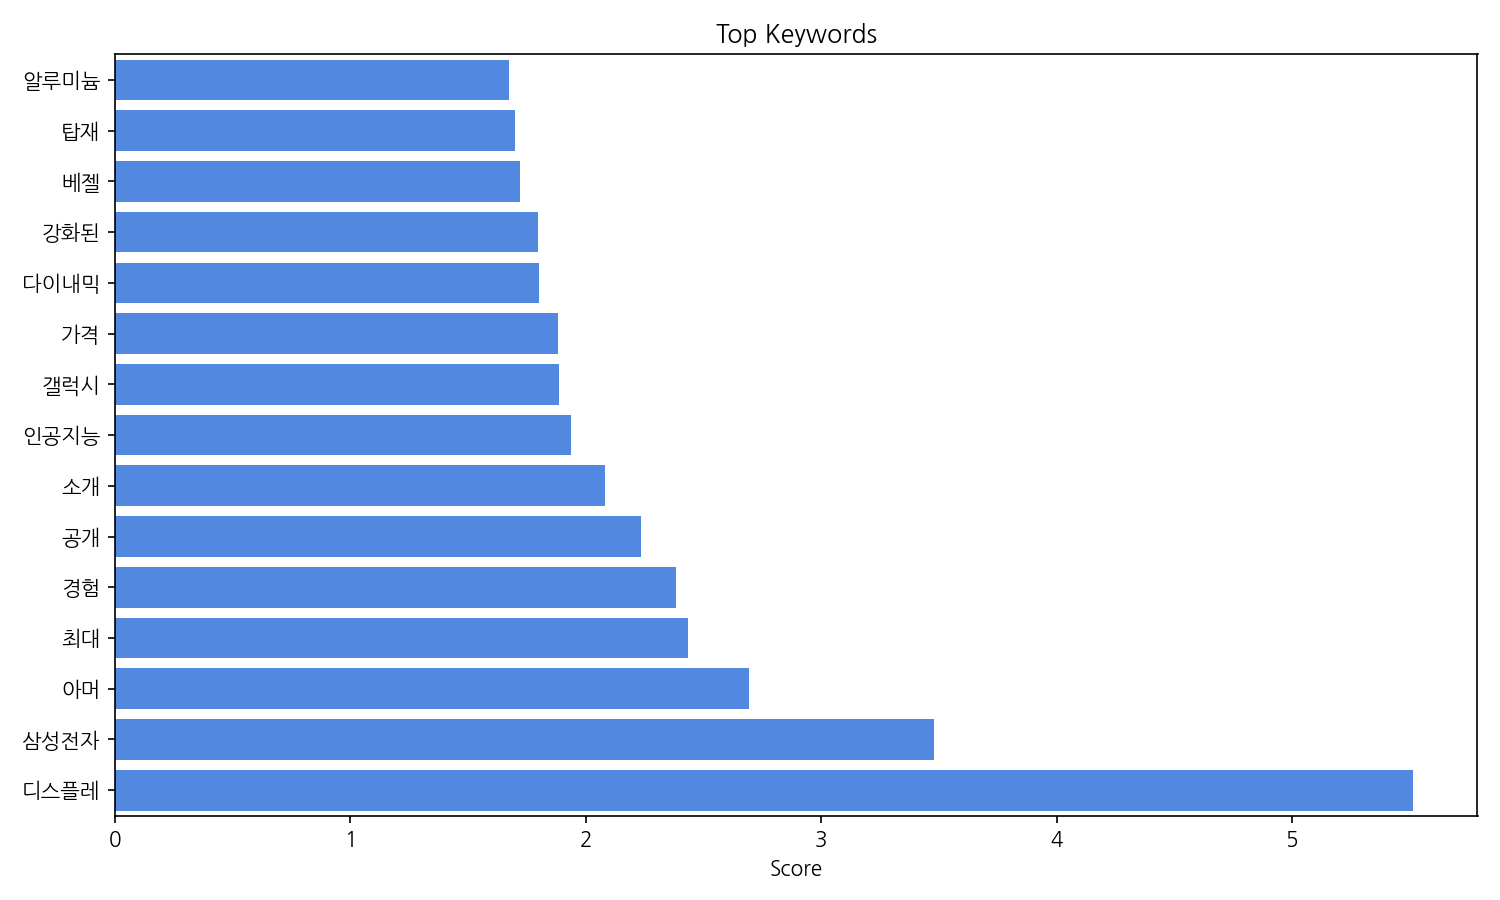 Top Keywords
알루미늄
탑재
베젤
강화된
다이내믹
가격
갤럭시
인공지능
소개
공개
경험
최대
아머
삼성전자
디스플레
0 1 2 3 4 5
Score